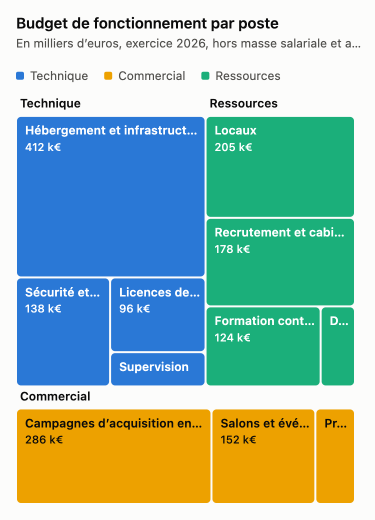 Budget de fonctionnement par poste
En milliers d’euros, exercice 2026, hors masse salariale et a…
Technique
Commercial
Ressources
Technique
Ressources
Hébergement et infrastruct…
412 k€
Locaux
205 k€
Recrutement et cabi…
178 k€
Sécurité et…
138 k€
Licences de…
96 k€
Supervision
Formation cont…
124 k€
D…
Commercial
Campagnes d’acquisition en…
286 k€
Salons et évé…
152 k€
Pr…